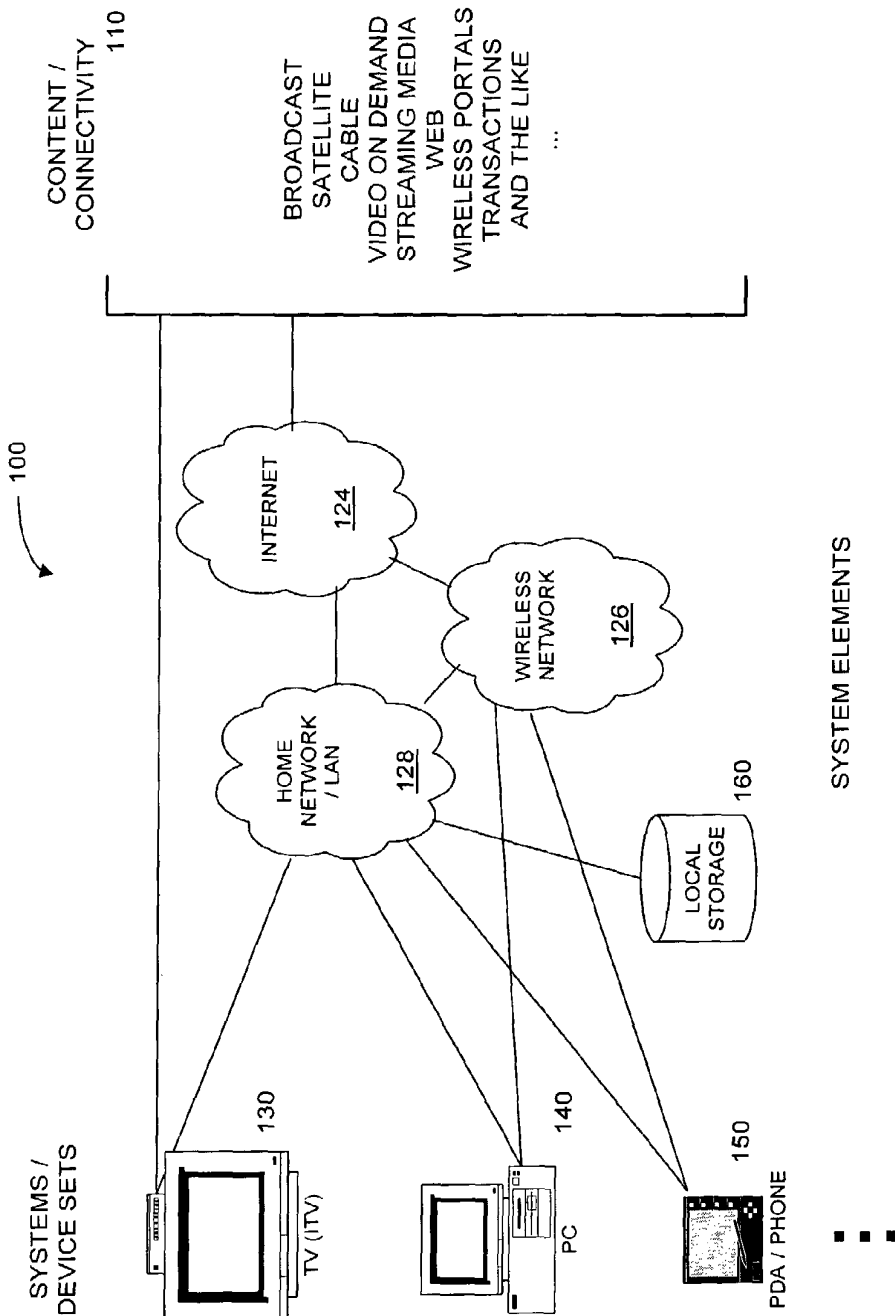 100
SYSTEMS /
DEVICE SETS
CONTENT /
CONNECTIVITY
110
TV (ITV)
130
HOME
NETWORK
/ LAN
128
INTERNET
124
BROADCAST
SATELLITE
CABLE
VIDEO ON DEMAND
STREAMING MEDIA
WEB
WIRELESS PORTALS
TRANSACTIONS
AND THE LIKE
...
PC
140
WIRELESS
NETWORK
126
PDA / PHONE
150
LOCAL
STORAGE
160
SYSTEM ELEMENTS